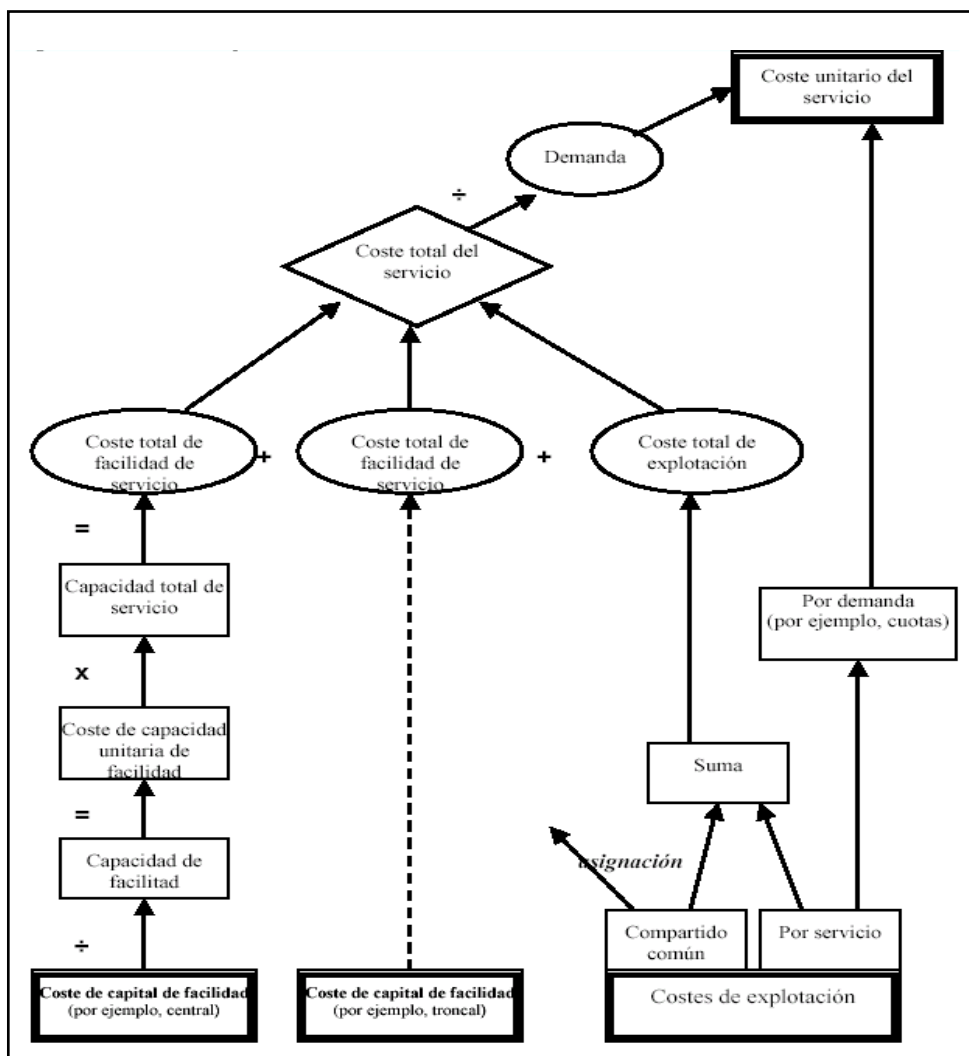 Coste unitario del
servicio
Demanda
÷
Coste total del
servicio
Coste total de
facilidad de
servicio
+
Coste total de
facilidad de
servicio
+
Coste total de
explotación
=
Capacidad total de
servicio
Por demanda
(por ejemplo, cuotas)
x
Coste de capacidad
unitaria de
facilidad
Suma
=
Capacidad de
facilitad
asignación
Compartido
común
Por servicio
÷
Coste de capital de facilidad
(por ejemplo, central)
Coste de capital de facilidad
(por ejemplo, troncal)
Costes de explotación